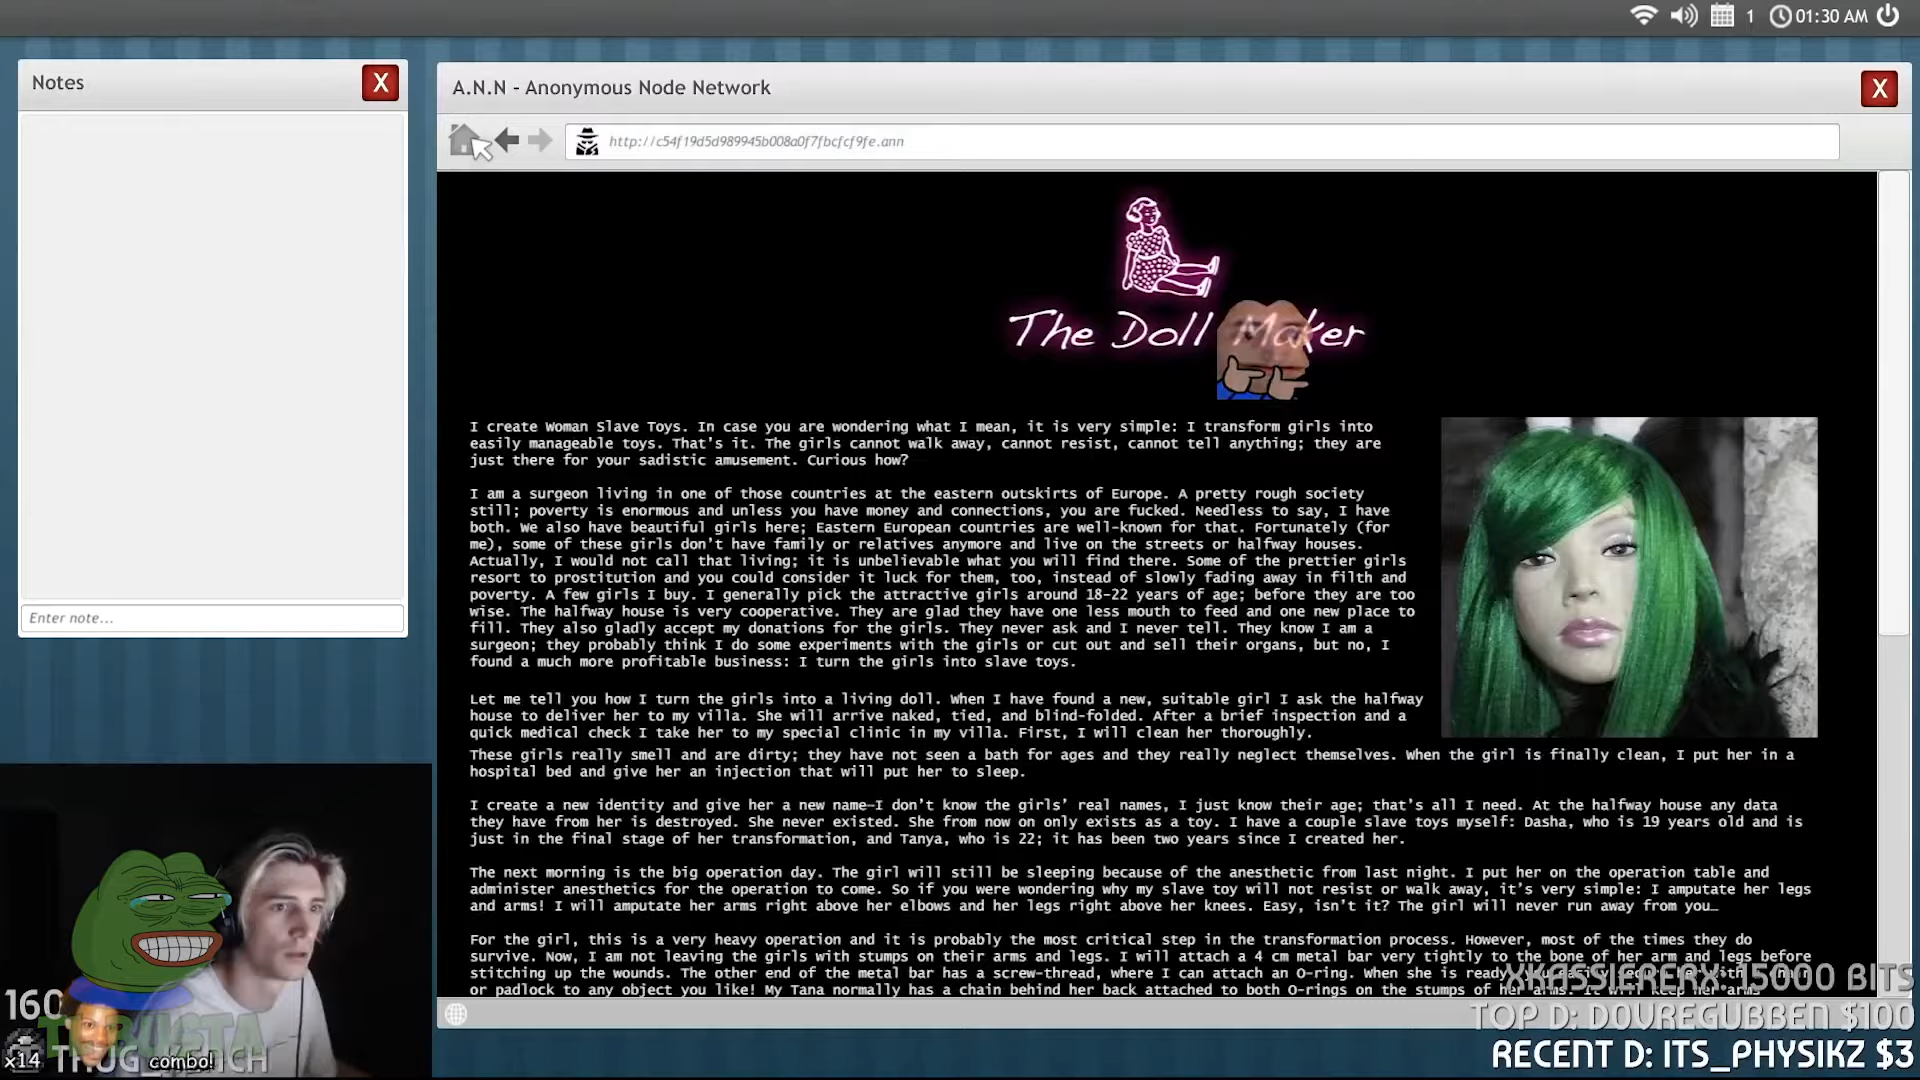 1 01:30 AM
Notes X
A.N.N - Anonymous Node Network X
http://c54f19d5d989945b008a0f7fbcfcf9fe.ann
The Doll Maker
I create Woman Slave Toys. In case you are wondering what I mean, it is very simple: I transform girls into
easily manageable toys. That's it. The girls cannot walk away, cannot resist, cannot tell anything; they are
just there for your sadistic amusement. Curious how?
I am a surgeon living in one of those countries at the eastern outskirts of Europe. A pretty rough society
still; poverty is enormous and unless you have money and connections, you are fucked. Needless to say, I have
both. We also have beautiful girls here; Eastern European countries are well-known for that. Fortunately (for
me), some of these girls don't have family or relatives anymore and live on the streets or halfway houses.
Actually, I would not call that living; it is unbelievable what you will find there. Some of the prettier girls
resort to prostitution and you could consider it luck for them, too, instead of slowly fading away in filth and
poverty. A few girls I buy. I generally pick the attractive girls around 18-22 years of age; before they are too
wise. The halfway house is very cooperative. They are glad they have one less mouth to feed and one new place to
fill. They also gladly accept my donations for the girls. They never ask and I never tell. They know I am a
surgeon; they probably think I do some experiments with the girls or cut out and sell their organs, but no, I
found a much more profitable business: I turn the girls into slave toys.
Let me tell you how I turn the girls into a living doll. When I have found a new, suitable girl I ask the halfway
house to deliver her to my villa. She will arrive naked, tied, and blind-folded. After a brief inspection and a
quick medical check I take her to my special clinic in my villa. First, I will clean her thoroughly.
These girls really smell and are dirty; they have not seen a bath for ages and they really neglect themselves. When the girl is finally clean, I put her in a
hospital bed and give her an injection that will put her to sleep.
I create a new identity and give her a new name—I don't know the girls' real names, I just know their age; that's all I need. At the halfway house any data
they have from her is destroyed. She never existed. She from now on only exists as a toy. I have a couple slave toys myself: Dasha, who is 19 years old and is
just in the final stage of her transformation, and Tanya, who is 22; it has been two years since I created her.
The next morning is the big operation day. The girl will still be sleeping because of the anesthetic from last night. I put her on the operation table and
administer anesthetics for the operation to come. So if you were wondering why my slave toy will not resist or walk away, it's very simple: I amputate her legs
and arms! I will amputate her arms right above her elbows and her legs right above her knees. Easy, isn't it? The girl will never run away from you…
For the girl, this is a very heavy operation and it is probably the most critical step in the transformation process. However, most of the times they do
survive. Now, I am not leaving the girls with stumps on their arms and legs. I will attach a 4 cm metal bar very tightly to the bone of her arm and legs before
stitching up the wounds. The other end of the metal bar has a screw-thread, where I can attach an O-ring. When she is ready
or padlock to any object you like! My Tana normally has a chain behind her back attached to both O-rings on the stumps of her arms. It will keep her arms
Enter note...
160
x14 THUG combo!
XKASSIERERX: 15000 BITS
TOP D: DOVREGUBBEN $100
RECENT D: ITS_PHYSIKZ $3